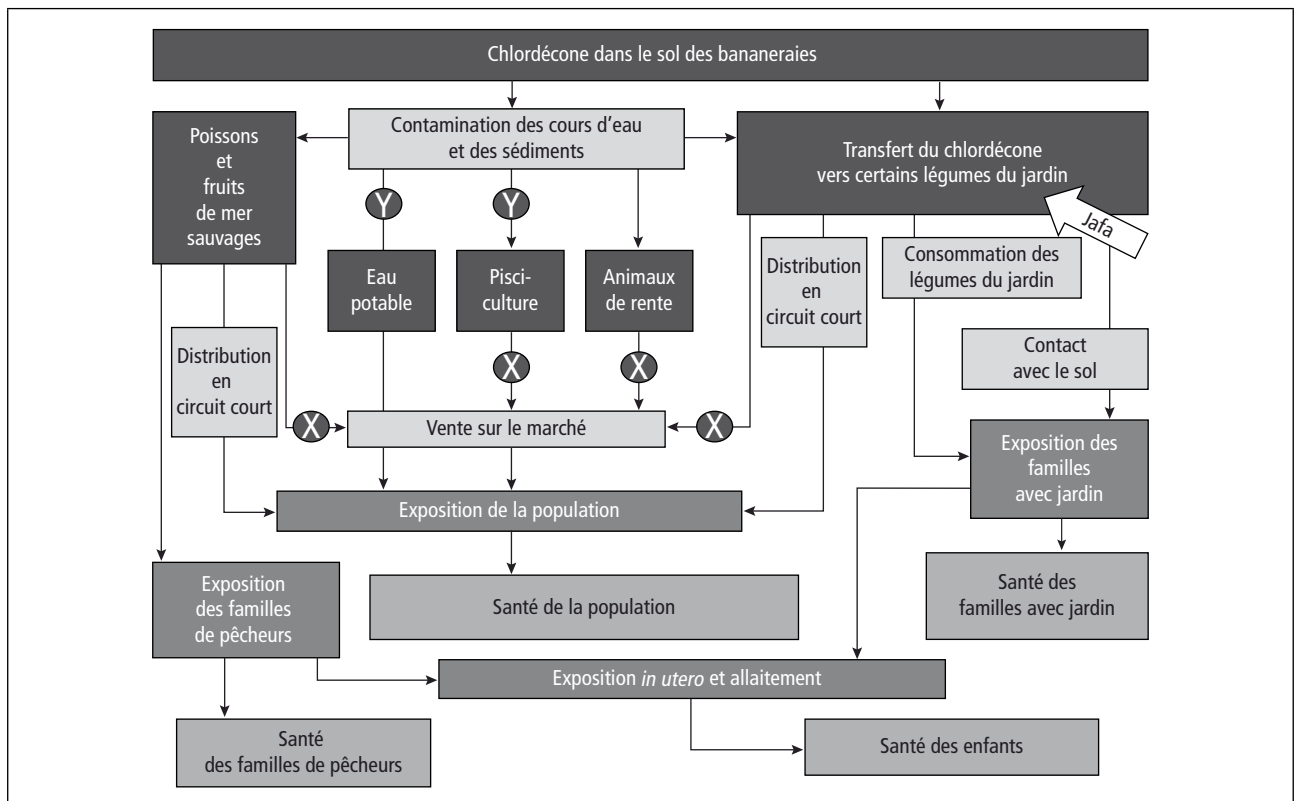 Chlordécone dans le sol des bananeraies
Poissons
et
fruits
de mer
sauvages
Contamination des cours d'eau
et des sédiments
Transfert du chlordécone
vers certains légumes du jardin
Jafa
Y
Y
Eau
potable
Pisci-
culture
Animaux
de rente
Distribution
en
circuit court
Consommation des
légumes du jardin
Distribution
en
circuit court
Contact
avec le sol
X
X
X
Vente sur le marché
X
Exposition des
familles
avec jardin
Exposition de la population
Exposition
des familles
de pêcheurs
Santé de la population
Santé des
familles avec jardin
Exposition in utero et allaitement
Santé
des familles de pêcheurs
Santé des enfants